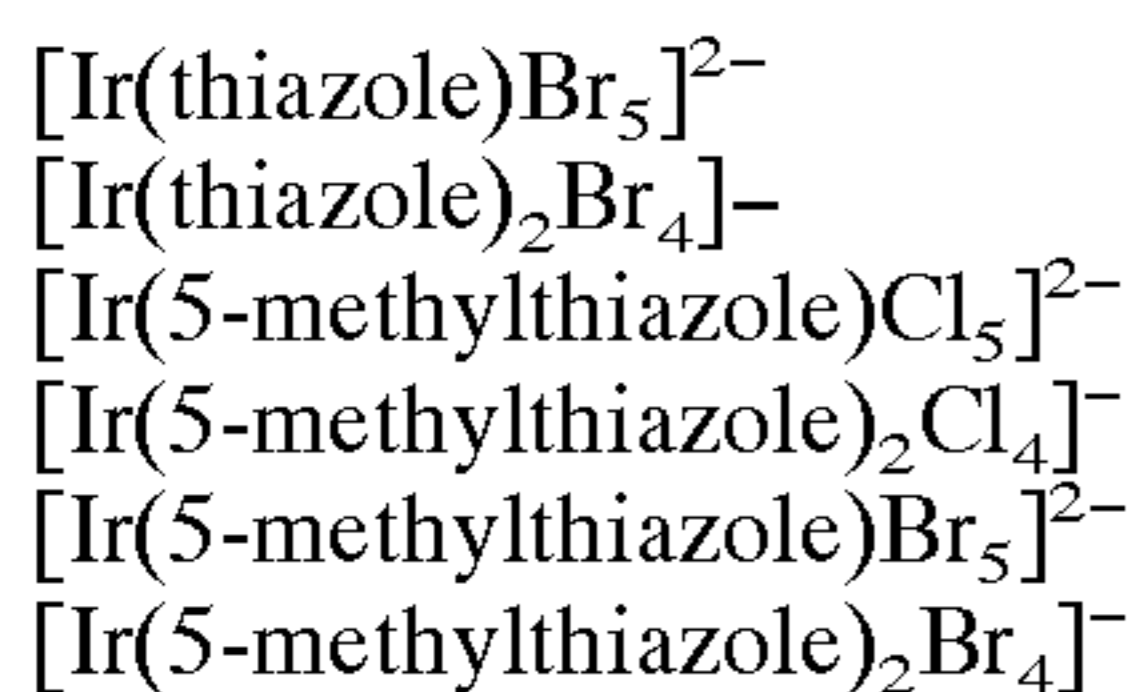 [Ir(thiazole)Br₅]²⁻
[Ir(thiazole)₂Br₄]–
[Ir(5-methylthiazole)Cl₅]²⁻
[Ir(5-methylthiazole)₂Cl₄]⁻
[Ir(5-methylthiazole)Br₅]²⁻
[Ir(5-methylthiazole)₂Br₄]⁻